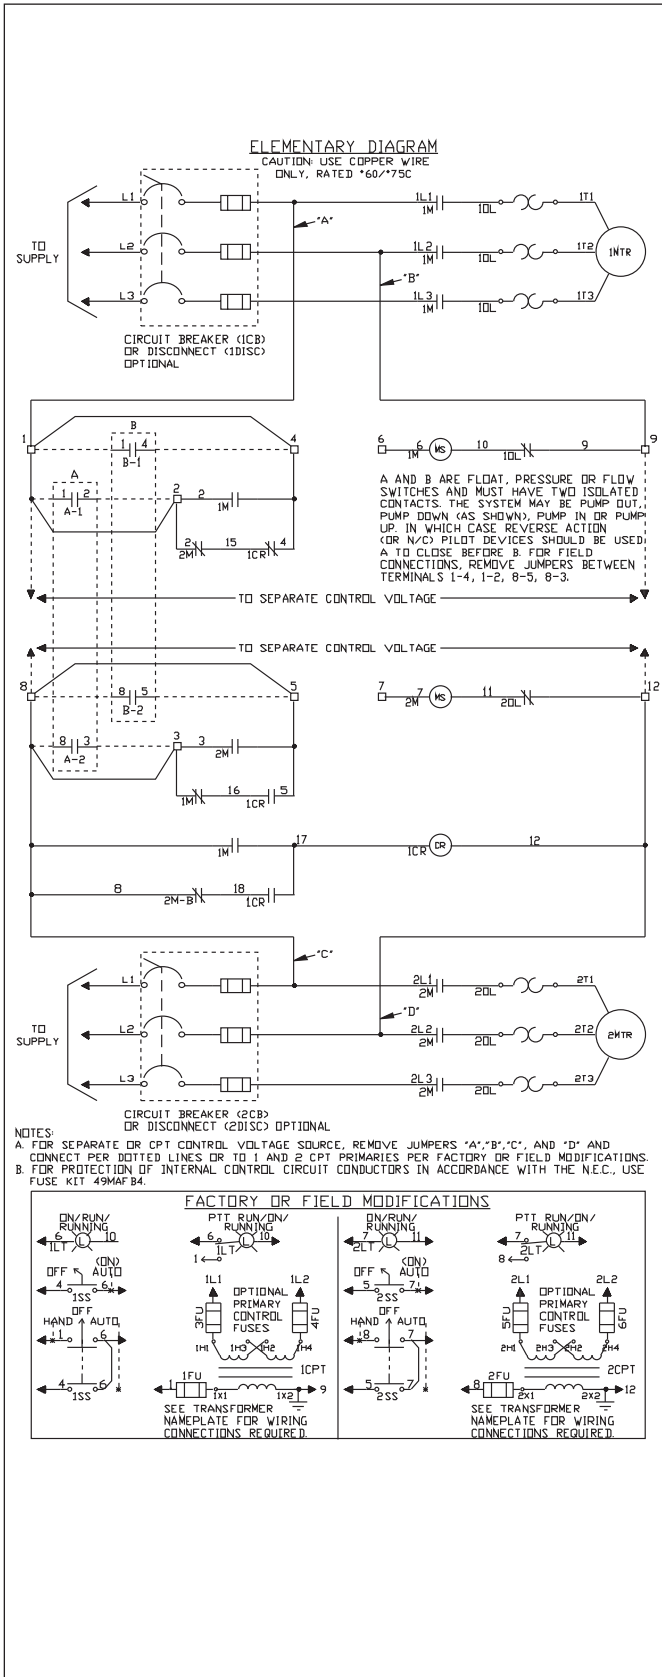 ELEMENTARY DIAGRAM
CAUTION: USE COPPER WIRE
ONLY, RATED °60/°75C
L1
1L1
1M
1OL
1T1
"A"
TO
SUPPLY
L2
1L2
1M
1OL
1T2
1MTR
"B"
L3
1L3
1M
1OL
1T3
CIRCUIT BREAKER (1CB)
OR DISCONNECT (1DISC)
OPTIONAL
B
1
1 4
B-1
4
6
1M
6
MS
10
1OL
9
9
A
1 2
A-1
2
2
1M
2
2M
15
1CR
4
A AND B ARE FLOAT, PRESSURE OR FLOW
SWITCHES AND MUST HAVE TWO ISOLATED
CONTACTS. THE SYSTEM MAY BE PUMP OUT,
PUMP DOWN (AS SHOWN), PUMP IN OR PUMP
UP. IN WHICH CASE REVERSE ACTION
(OR N/C) PILOT DEVICES SHOULD BE USED
A TO CLOSE BEFORE B. FOR FIELD
CONNECTIONS, REMOVE JUMPERS BETWEEN
TERMINALS 1-4, 1-2, 8-5, 8-3.
TO SEPARATE CONTROL VOLTAGE
TO SEPARATE CONTROL VOLTAGE
8
8 5
B-2
5
7
2M
7
MS
11
2OL
12
8 3
A-2
3
3
2M
1M
16
1CR
5
1M
17
1CR
CR
12
8
2M-B
18
1CR
"C"
L1
2L1
2M
2OL
2T1
"D"
TO
SUPPLY
L2
2L2
2M
2OL
2T2
2MTR
L3
2L3
2M
2OL
2T3
CIRCUIT BREAKER (2CB)
OR DISCONNECT (2DISC) OPTIONAL
NOTES:
A. FOR SEPARATE OR CPT CONTROL VOLTAGE SOURCE, REMOVE JUMPERS "A","B","C", AND "D" AND
CONNECT PER DOTTED LINES OR TO 1 AND 2 CPT PRIMARIES PER FACTORY OR FIELD MODIFICATIONS.
B. FOR PROTECTION OF INTERNAL CONTROL CIRCUIT CONDUCTORS IN ACCORDANCE WITH THE N.E.C., USE
FUSE KIT 49MAFB4.
FACTORY OR FIELD MODIFICATIONS
ON/RUN/
RUNNING
6
1LT
L
10
PTT RUN/ON/
RUNNING
6
1LT
L
10
1
ON/RUN/
RUNNING
7
2LT
L
11
PTT RUN/ON/
RUNNING
7
2LT
L
11
8
OFF
(ON)
AUTO
4
1SS
6
OFF
HAND AUTO
1
6
4
1SS
6
1L1
1L2
3FU
OPTIONAL
PRIMARY
CONTROL
FUSES
4FU
1H1
1H3
1H2
1H4
1CPT
1
1FU
1X1
1X2
9
SEE TRANSFORMER
NAMEPLATE FOR WIRING
CONNECTIONS REQUIRED.
OFF
(ON)
AUTO
5
2SS
7
OFF
HAND AUTO
8
7
5
2SS
7
2L1
2L2
5FU
OPTIONAL
PRIMARY
CONTROL
FUSES
6FU
2H1
2H3
2H2
2H4
2CPT
8
2FU
2X1
2X2
12
SEE TRANSFORMER
NAMEPLATE FOR WIRING
CONNECTIONS REQUIRED.